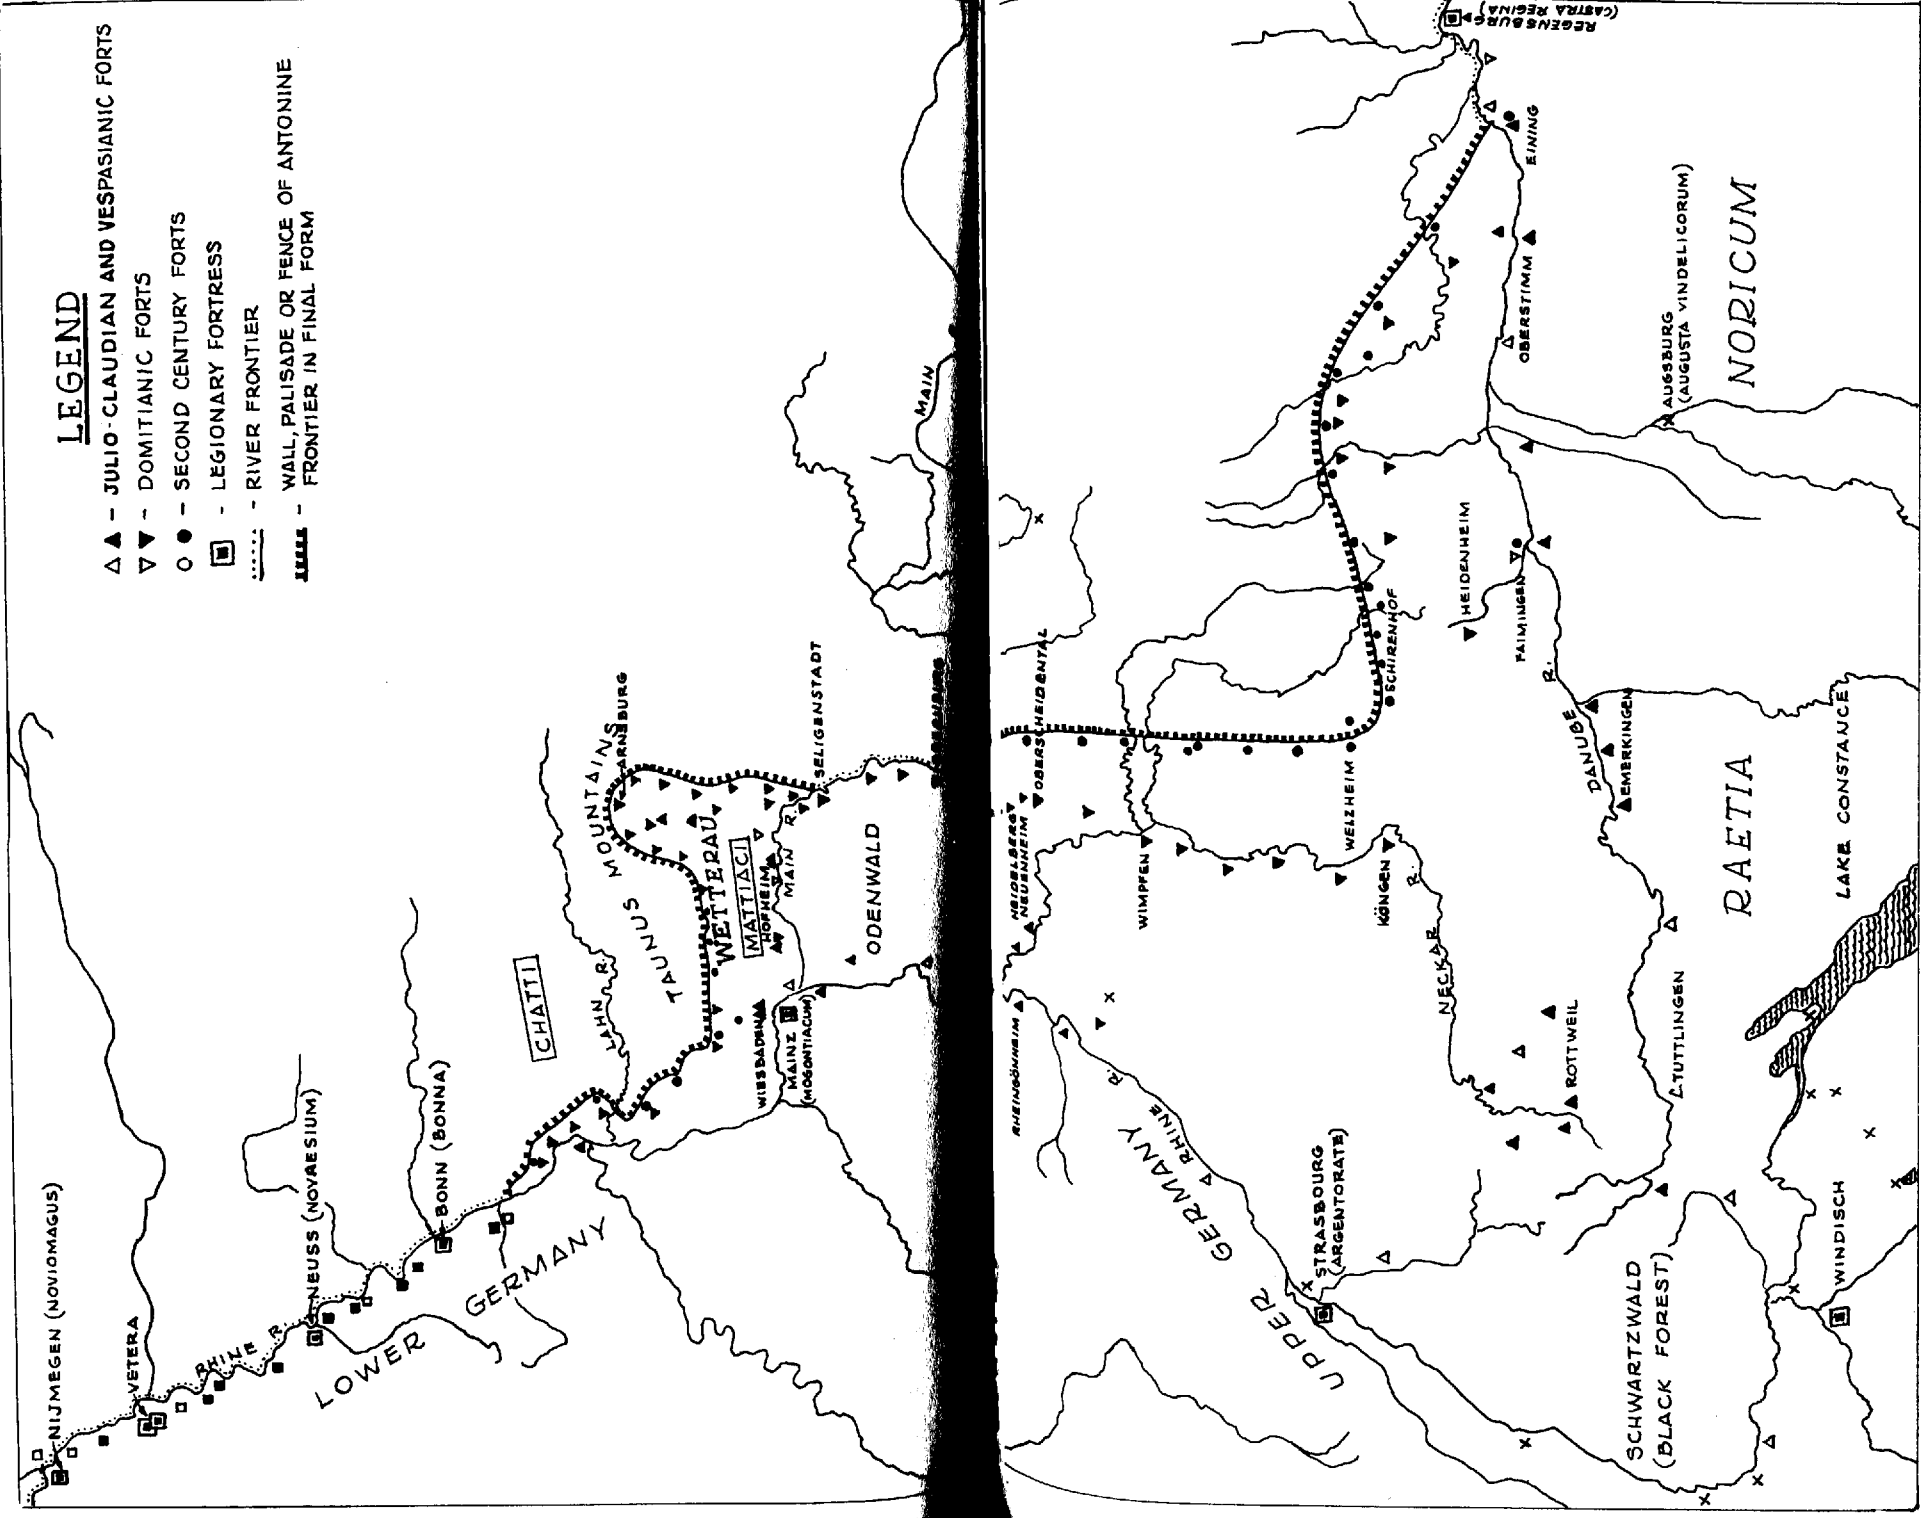 LEGEND
△ ▲ - JULIO-CLAUDIAN AND VESPASIANIC FORTS
▽ ▼ - DOMITIANIC FORTS
○ ● - SECOND CENTURY FORTS
- LEGIONARY FORTRESS
- RIVER FRONTIER
- WALL, PALISADE OR FENCE OF ANTONINE
FRONTIER IN FINAL FORM
NIJMEGEN (NOVIOMAGUS)
VETERA
RHINE R.
NEUSS (NOVAESIUM)
LOWER GERMANY
BONN (BONNA)
CHATTI
LAHN R.
TAUNUS MOUNTAINS
ARNSBURG
WETTERAU
MATTIACI
HOFHEIM
MAIN R.
WIESBADEN
MAINZ
(MOGONTIACUM)
SELIGENSTADT
ODENWALD
MAIN
OBERSCHEIDENTAL
HEIDELBERG
NEUENHEIM
RHEINGÖNHEIM
WIMPFEN
UPPER GERMANY
RHINE R.
STRASBOURG
(ARGENTORATE)
WELZHEIM
KÖNGEN
NECKAR R.
SCHIRENHOF
HEIDENHEIM
FAIMINGEN
REGENSBURG
(CASTRA REGINA)
EINING
OBERSTIMM
AUGSBURG
(AUGUSTA VINDELICORUM)
NORICUM
DANUBE R.
EMERKINGEN
RAETIA
LAKE CONSTANCE
TUTTLINGEN
ROTTWEIL
SCHWARTZWALD
(BLACK FOREST)
WINDISCH